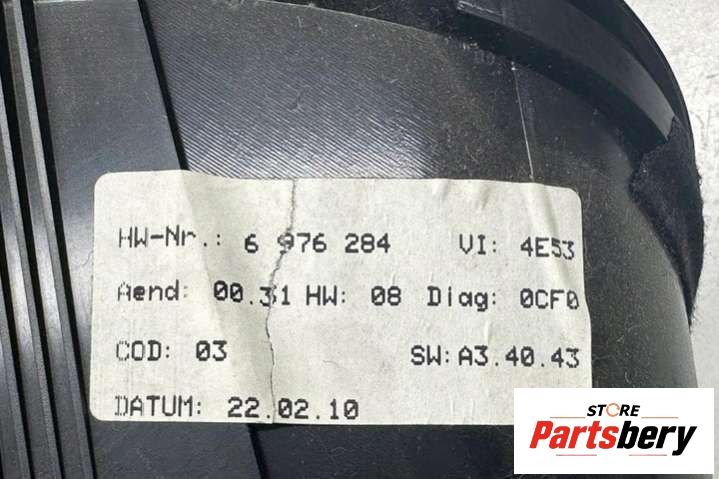 HW-Nr.: 6 976 284 VI: 4E53
Aend: 00.31 HW: 08 Diag: 0CF0
COD: 03 SW: A3.40.43
DATUM: 22.02.10
STORE
Partsbery